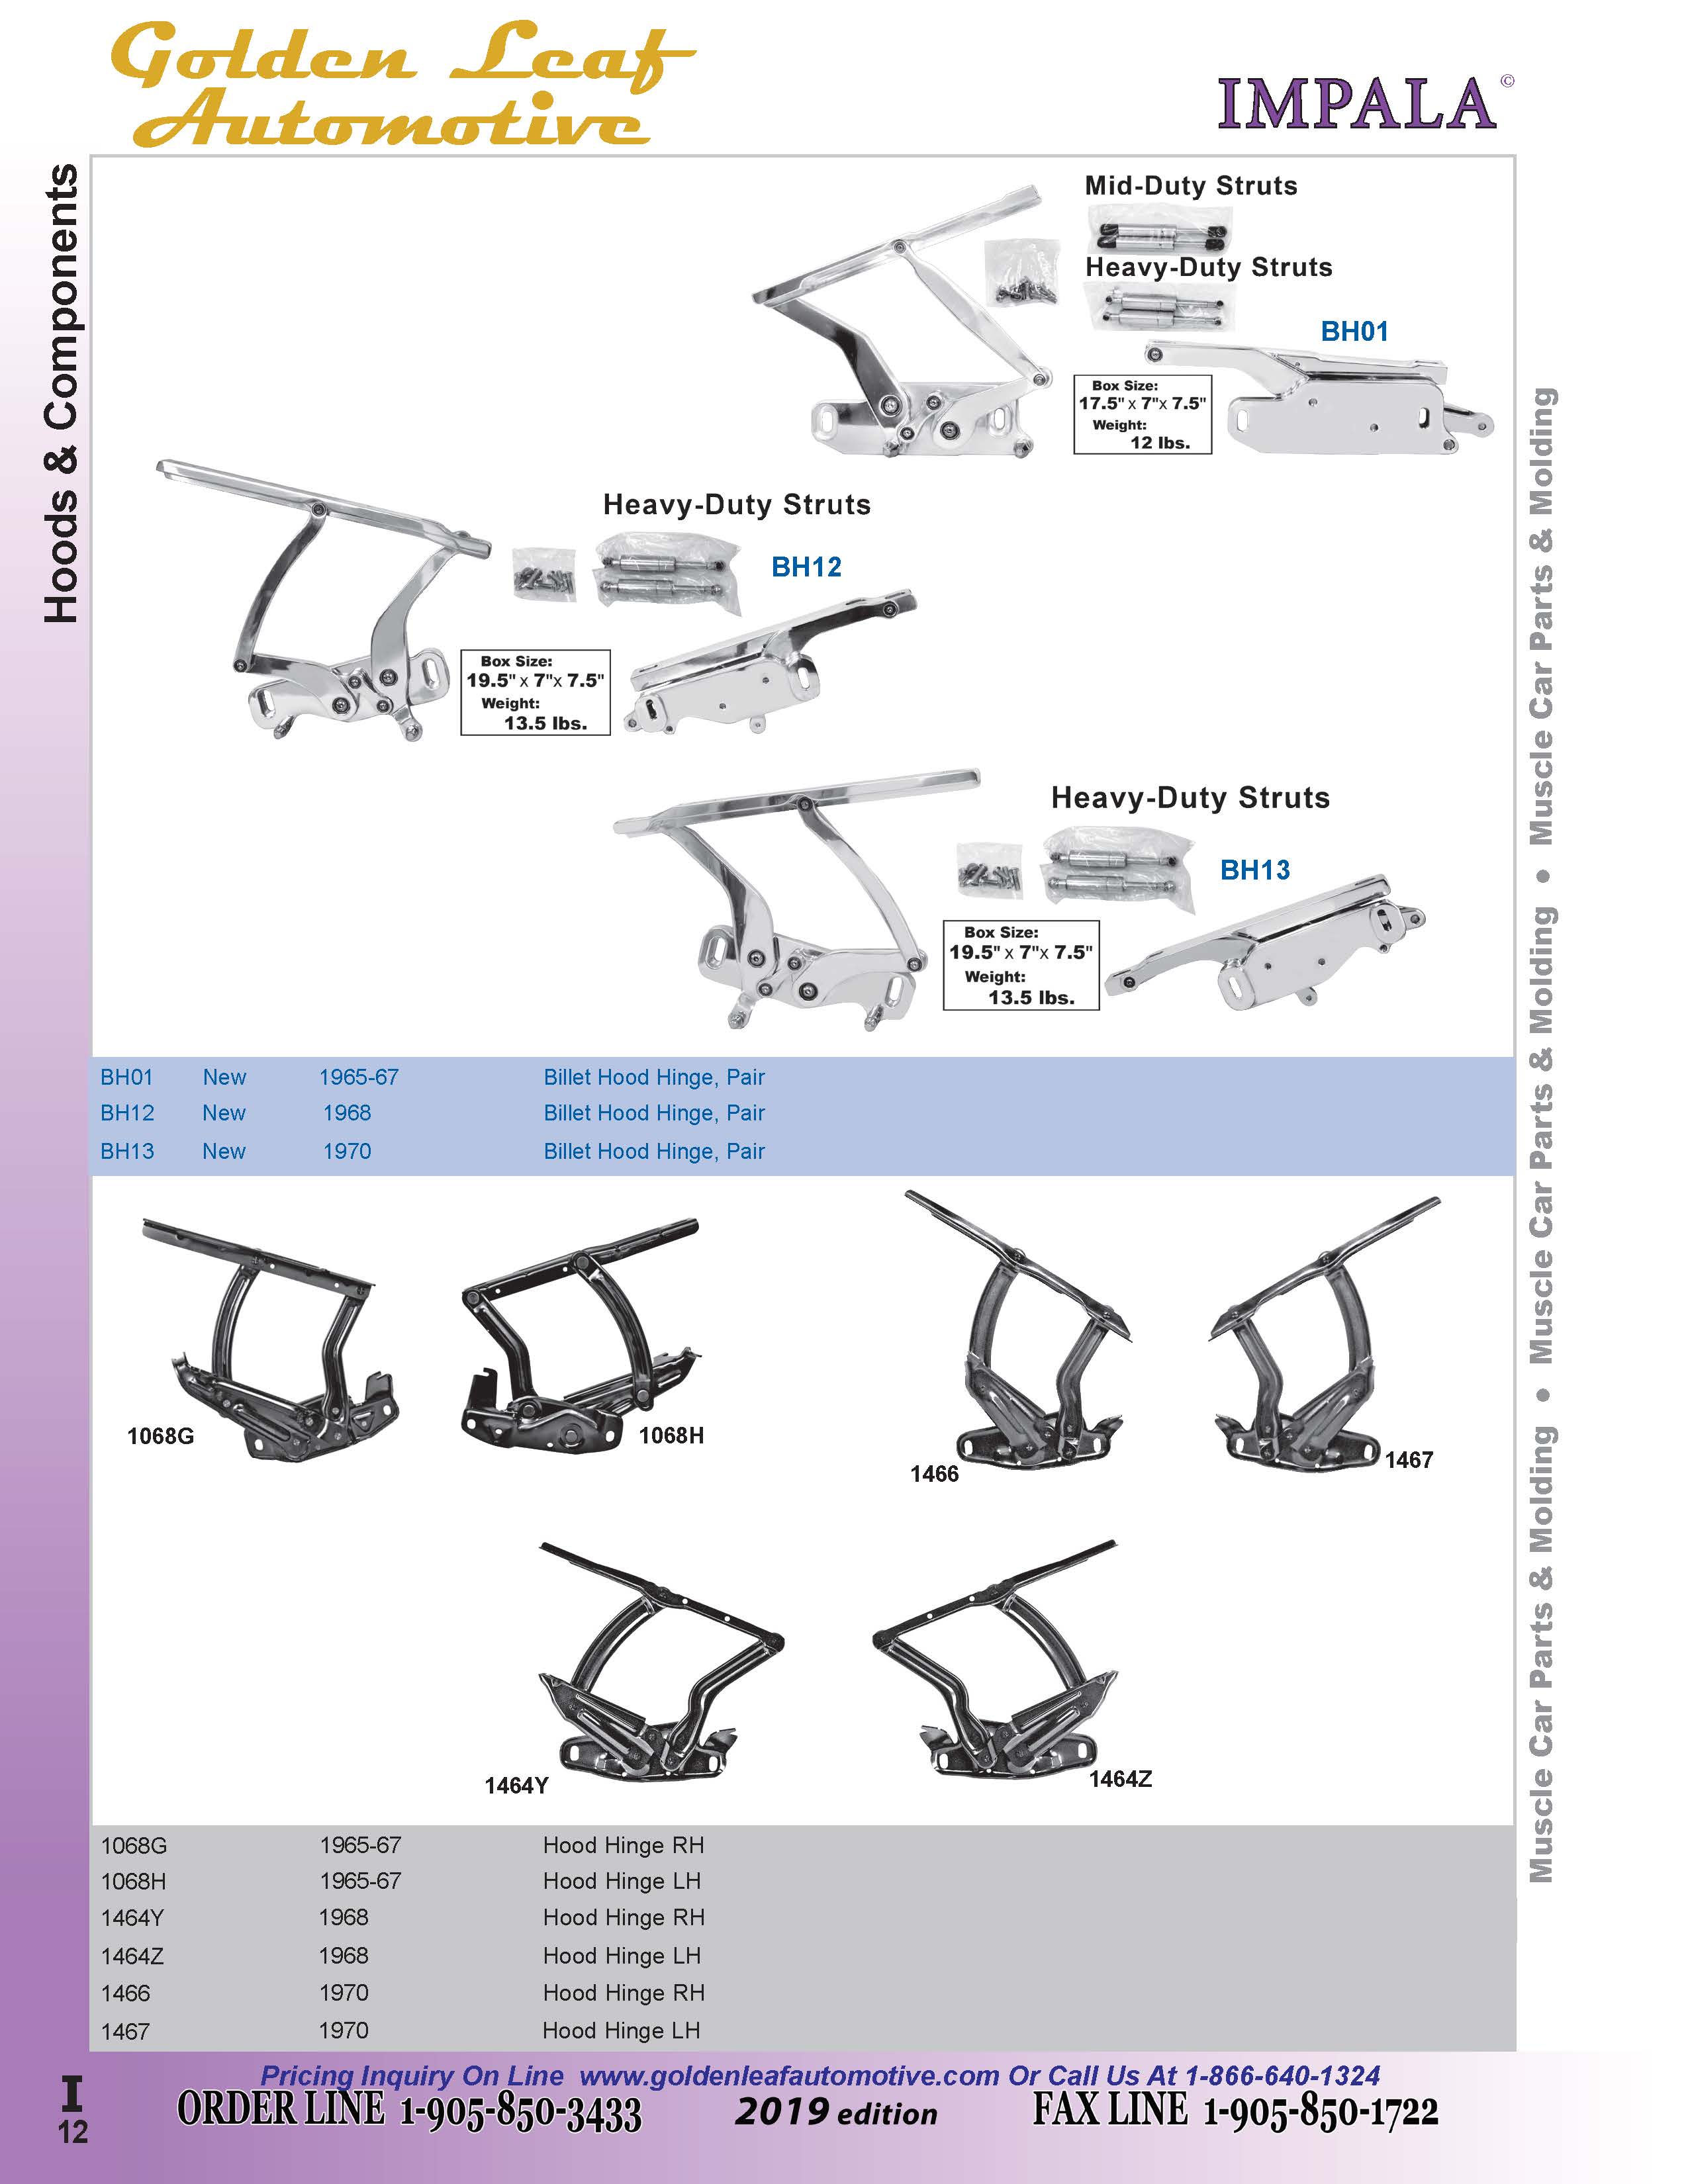 Golden Leaf
Automotive
IMPALA©
Hoods & Components
Mid-Duty Struts
Heavy-Duty Struts
BH01
Box Size:
17.5" x 7"x 7.5"
Weight:
12 lbs.
Heavy-Duty Struts
BH12
Box Size:
19.5" x 7"x 7.5"
Weight:
13.5 lbs.
Heavy-Duty Struts
BH13
Box Size:
19.5" x 7"x 7.5"
Weight:
13.5 lbs.
BH01 New 1965-67 Billet Hood Hinge, Pair
BH12 New 1968 Billet Hood Hinge, Pair
BH13 New 1970 Billet Hood Hinge, Pair
1068G
1068H
1466
1467
1464Y
1464Z
1068G 1965-67 Hood Hinge RH
1068H 1965-67 Hood Hinge LH
1464Y 1968 Hood Hinge RH
1464Z 1968 Hood Hinge LH
1466 1970 Hood Hinge RH
1467 1970 Hood Hinge LH
Muscle Car Parts & Molding • Muscle Car Parts & Molding • Muscle Car Parts & Molding
Pricing Inquiry On Line www.goldenleafautomotive.com Or Call Us At 1-866-640-1324
I
12
ORDER LINE 1-905-850-3433 2019 edition FAX LINE 1-905-850-1722